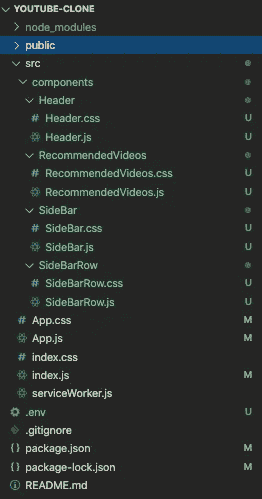 YOUTUBE-CLONE
node_modules
public
src
components
Header
# Header.css U
Header.js U
RecommendedVideos
# RecommendedVideos.css U
RecommendedVideos.js U
SideBar
# SideBar.css U
SideBar.js U
SideBarRow
# SideBarRow.css U
SideBarRow.js U
# App.css M
App.js M
# index.css
index.js M
serviceWorker.js
.env U
.gitignore
package.json M
package-lock.json M
README.md